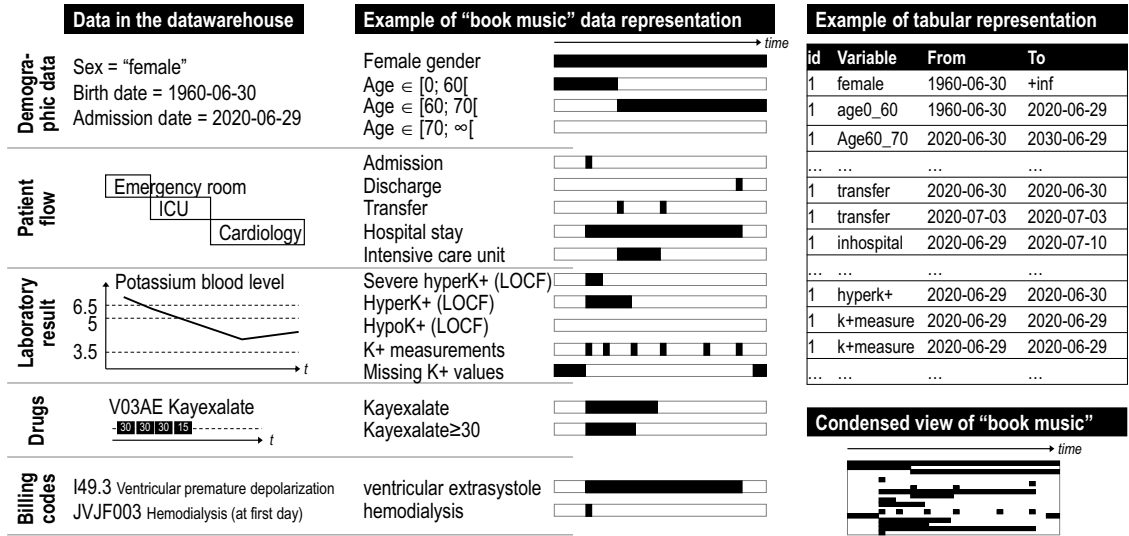 Data in the datawarehouse
Demogra-
phic data
Sex = “female”
Birth date = 1960-06-30
Admission date = 2020-06-29
Patient
flow
Emergency room
ICU
Cardiology
Laboratory
result
Potassium blood level
6.5
5
3.5
t
Drugs
V03AE Kayexalate
30 30 30 15
t
Billing
codes
I49.3 Ventricular premature depolarization
JVJF003 Hemodialysis (at first day)
Example of “book music” data representation
time
Female gender
Age ∈ [0; 60[
Age ∈ [60; 70[
Age ∈ [70; ∞[
Admission
Discharge
Transfer
Hospital stay
Intensive care unit
Severe hyperK+ (LOCF)
HyperK+ (LOCF)
HypoK+ (LOCF)
K+ measurements
Missing K+ values
Kayexalate
Kayexalate≥30
ventricular extrasystole
hemodialysis
Example of tabular representation
id Variable From To
1 female 1960-06-30 +inf
1 age0_60 1960-06-30 2020-06-29
1 Age60_70 2020-06-30 2030-06-29
... ... ... ...
1 transfer 2020-06-30 2020-06-30
1 transfer 2020-07-03 2020-07-03
1 inhospital 2020-06-29 2020-07-10
... ... ... ...
1 hyperk+ 2020-06-29 2020-06-30
1 k+measure 2020-06-29 2020-06-29
1 k+measure 2020-06-29 2020-06-29
... ... ... ...
Condensed view of “book music”
time